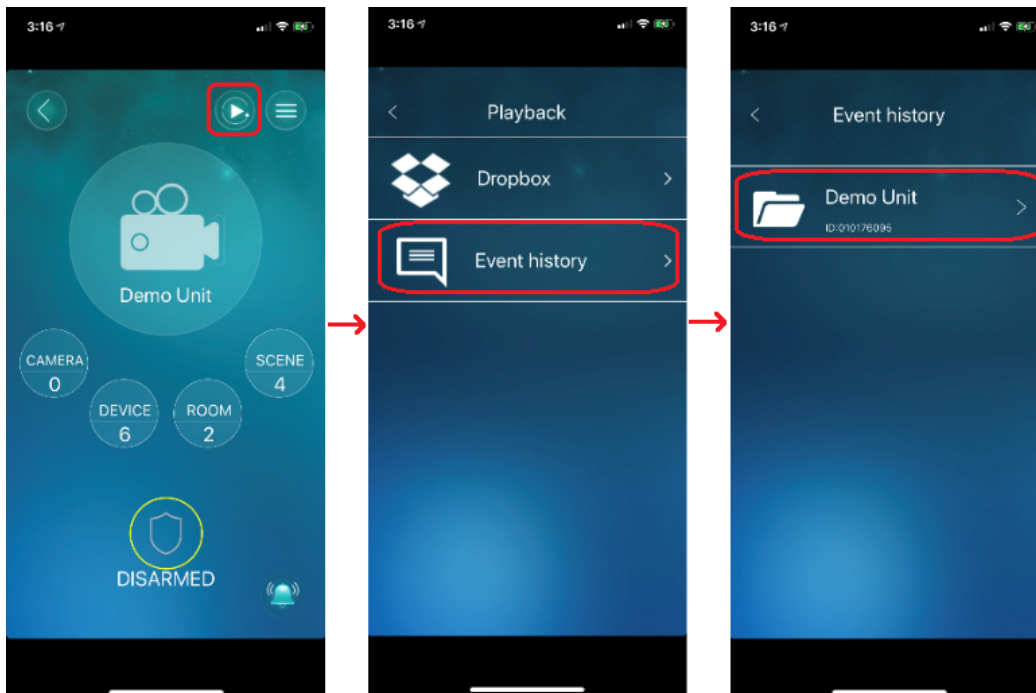 3:16
Demo Unit
CAMERA
0
DEVICE
6
ROOM
2
SCENE
4
DISARMED
3:16
Playback
Dropbox
Event history
3:16
Event history
Demo Unit
ID:010176095